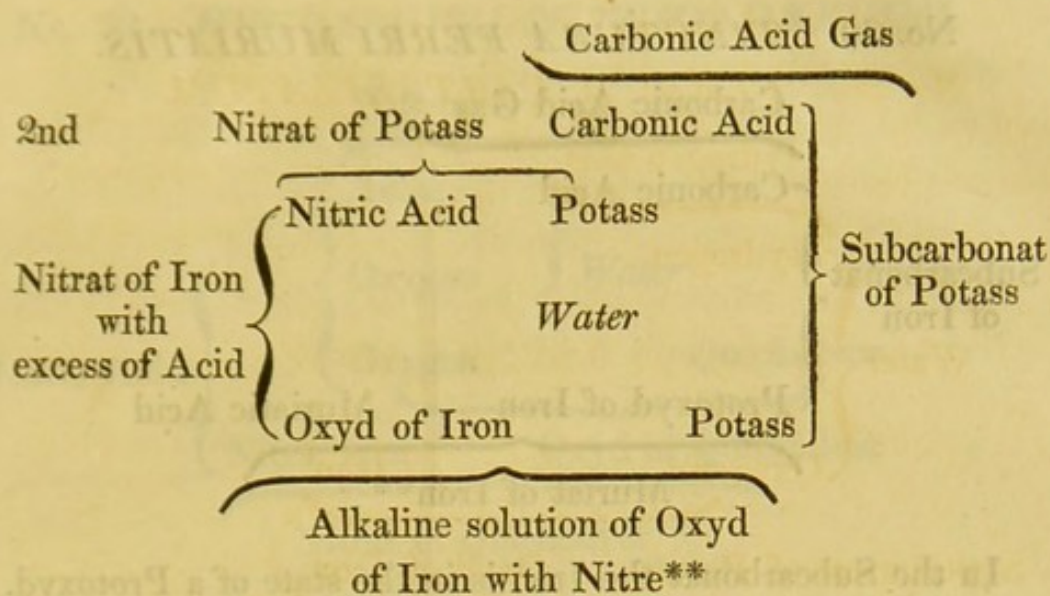 Carbonic Acid Gas
2nd Nitrat of Potass Carbonic Acid
Nitric Acid Potass
Nitrat of Iron
with
excess of Acid
Water
Subcarbonat
of Potass
Oxyd of Iron Potass
Alkaline solution of Oxyd
of Iron with Nitre**